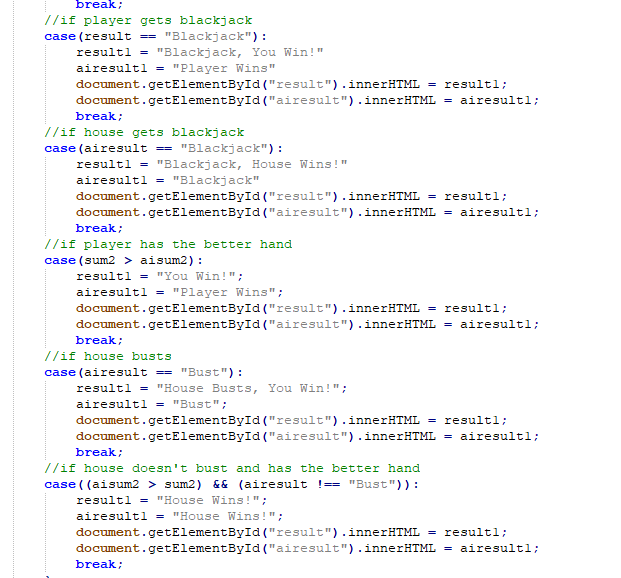 break;
//if player gets blackjack
case(result == "Blackjack"):
result1 = "Blackjack, You Win!"
airesult1 = "Player Wins"
document.getElementById("result").innerHTML = result1;
document.getElementById("airesult").innerHTML = airesult1;
break;
//if house gets blackjack
case(airesult == "Blackjack"):
result1 = "Blackjack, House Wins!"
airesult1 = "Blackjack"
document.getElementById("result").innerHTML = result1;
document.getElementById("airesult").innerHTML = airesult1;
break;
//if player has the better hand
case(sum2 > aisum2):
result1 = "You Win!";
airesult1 = "Player Wins";
document.getElementById("result").innerHTML = result1;
document.getElementById("airesult").innerHTML = airesult1;
break;
//if house busts
case(airesult == "Bust"):
result1 = "House Busts, You Win!";
airesult1 = "Bust";
document.getElementById("result").innerHTML = result1;
document.getElementById("airesult").innerHTML = airesult1;
break;
//if house doesn't bust and has the better hand
case((aisum2 > sum2) && (airesult !== "Bust")):
result1 = "House Wins!";
airesult1 = "House Wins!";
document.getElementById("result").innerHTML = result1;
document.getElementById("airesult").innerHTML = airesult1;
break;